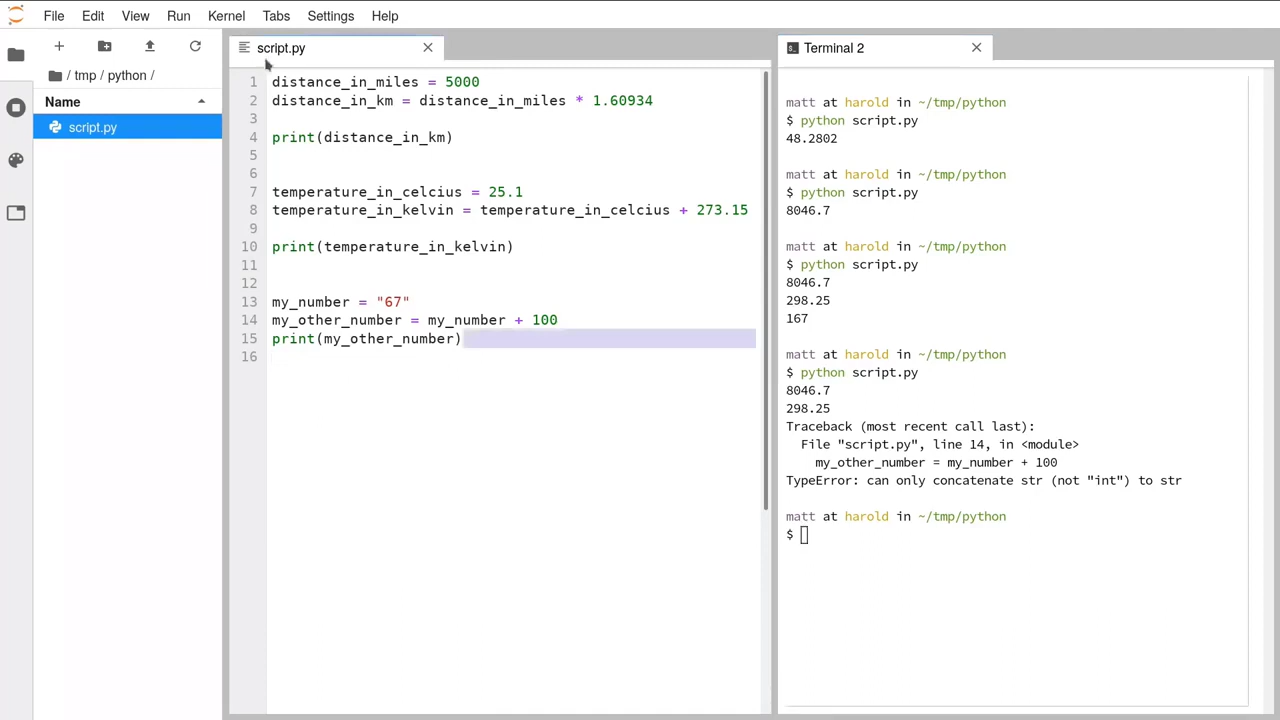 File Edit View Run Kernel Tabs Settings Help
/ tmp / python /
Name
script.py
script.py
1 distance_in_miles = 5000
2 distance_in_km = distance_in_miles * 1.60934
3
4 print(distance_in_km)
5
6
7 temperature_in_celcius = 25.1
8 temperature_in_kelvin = temperature_in_celcius + 273.15
9
10 print(temperature_in_kelvin)
11
12
13 my_number = "67"
14 my_other_number = my_number + 100
15 print(my_other_number)
16
Terminal 2
matt at harold in ~/tmp/python
$ python script.py
48.2802
matt at harold in ~/tmp/python
$ python script.py
8046.7
matt at harold in ~/tmp/python
$ python script.py
8046.7
298.25
167
matt at harold in ~/tmp/python
$ python script.py
8046.7
298.25
Traceback (most recent call last):
File "script.py", line 14, in <module>
my_other_number = my_number + 100
TypeError: can only concatenate str (not "int") to str
matt at harold in ~/tmp/python
$